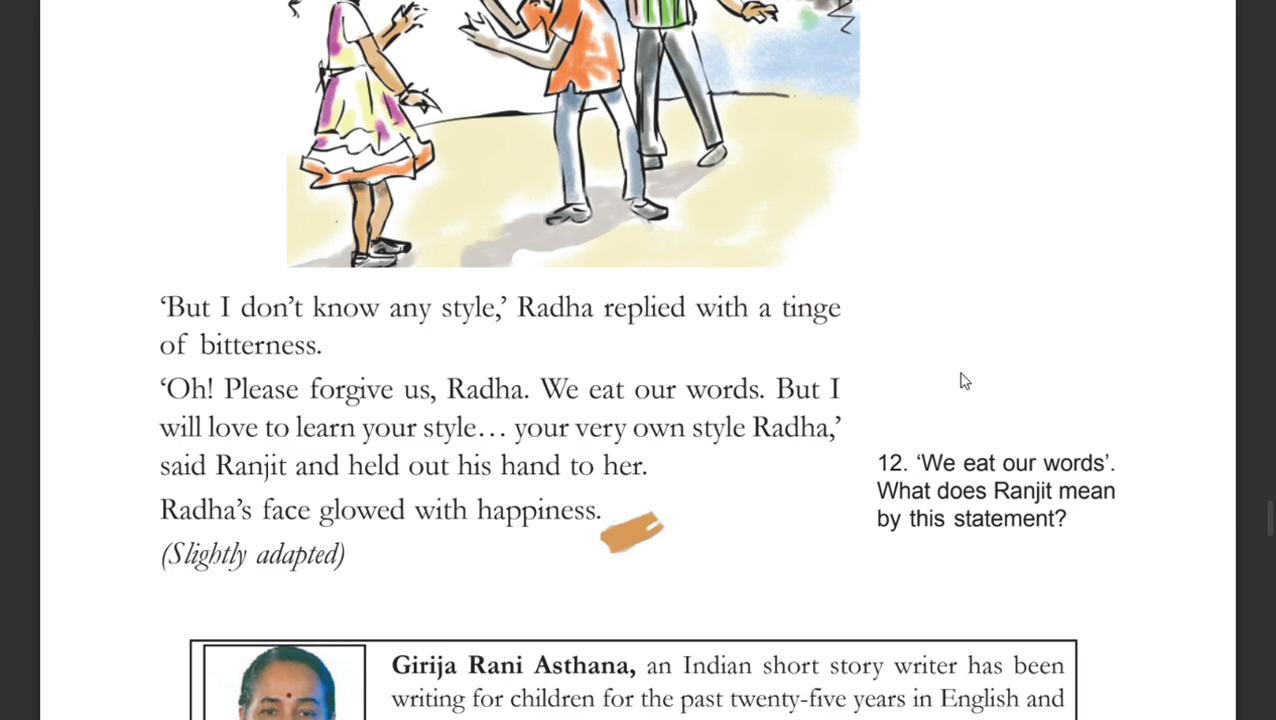 ‘But I don’t know any style,’ Radha replied with a tinge
of bitterness.
‘Oh! Please forgive us, Radha. We eat our words. But I
will love to learn your style… your very own style Radha,’
said Ranjit and held out his hand to her.
Radha’s face glowed with happiness.
(Slightly adapted)
12. ‘We eat our words’.
What does Ranjit mean
by this statement?
Girija Rani Asthana, an Indian short story writer has been
writing for children for the past twenty-five years in English and